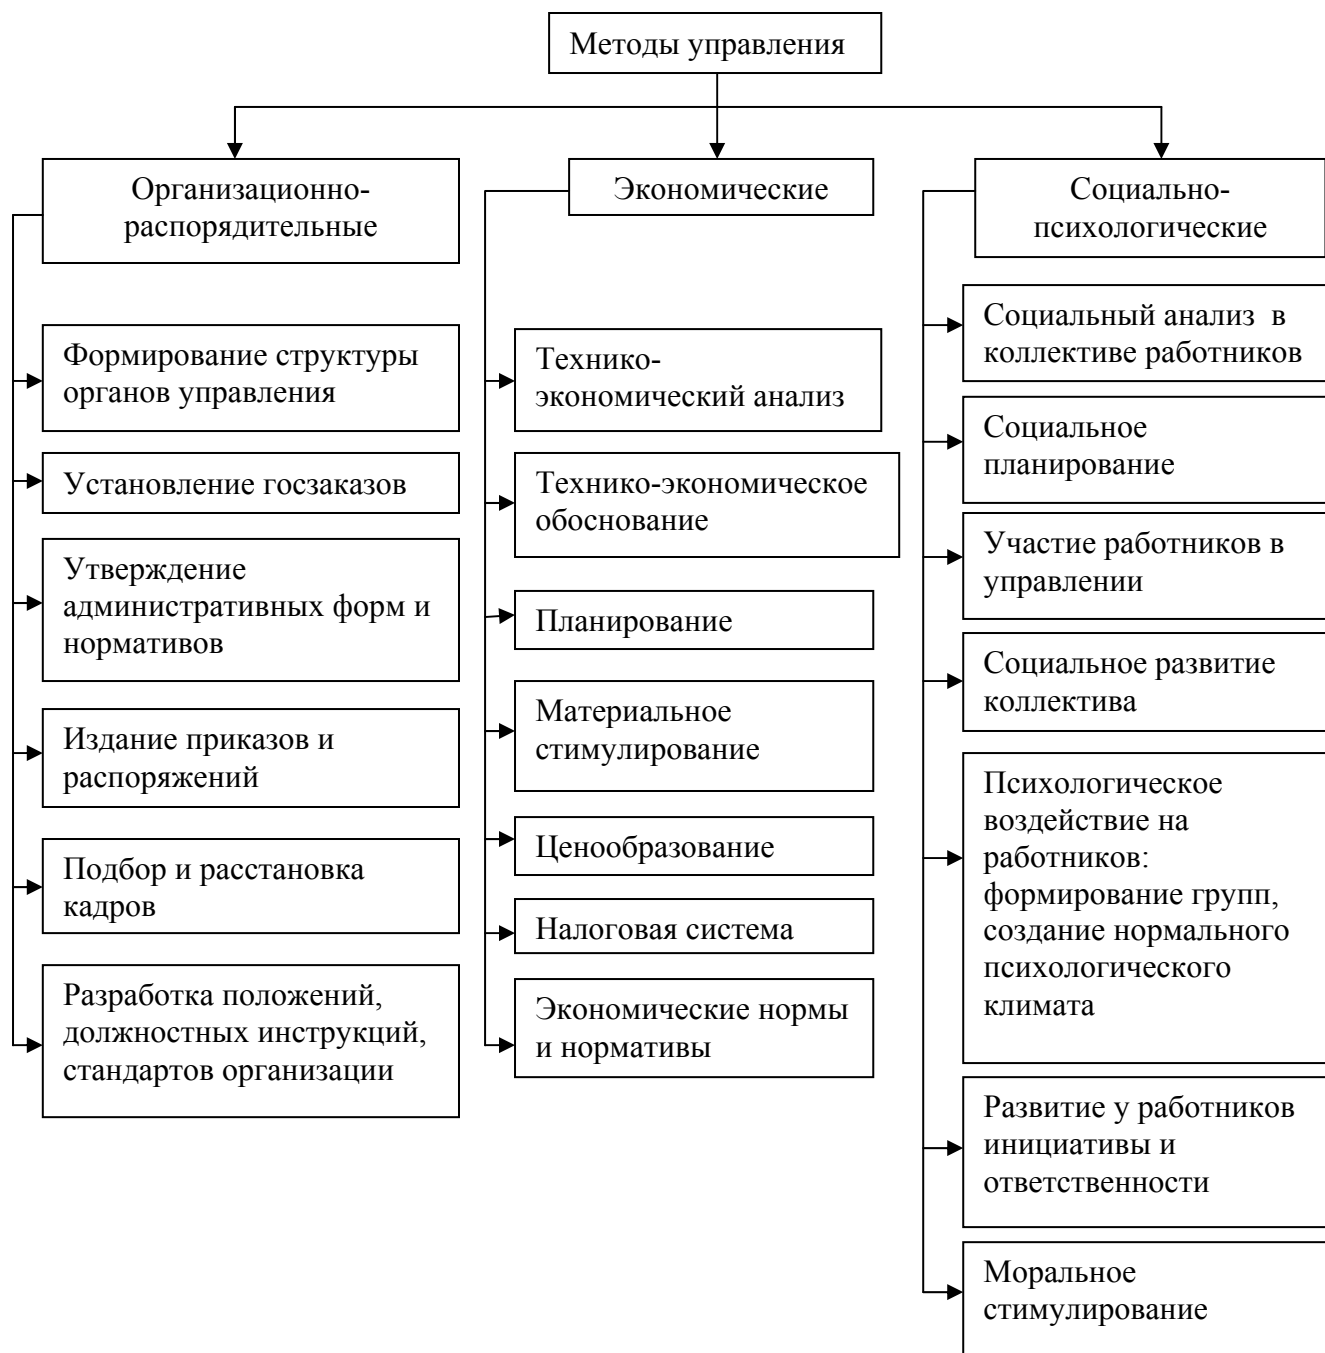 Методы управления
Организационно-
распорядительные
Формирование структуры
органов управления
Установление госзаказов
Утверждение
административных форм и
нормативов
Издание приказов и
распоряжений
Подбор и расстановка
кадров
Разработка положений,
должностных инструкций,
стандартов организации
Экономические
Технико-
экономический анализ
Технико-экономическое
обоснование
Планирование
Материальное
стимулирование
Ценообразование
Налоговая система
Экономические нормы
и нормативы
Социально-
психологические
Социальный анализ в
коллективе работников
Социальное
планирование
Участие работников в
управлении
Социальное развитие
коллектива
Психологическое
воздействие на
работников:
формирование групп,
создание нормального
психологического
климата
Развитие у работников
инициативы и
ответственности
Моральное
стимулирование